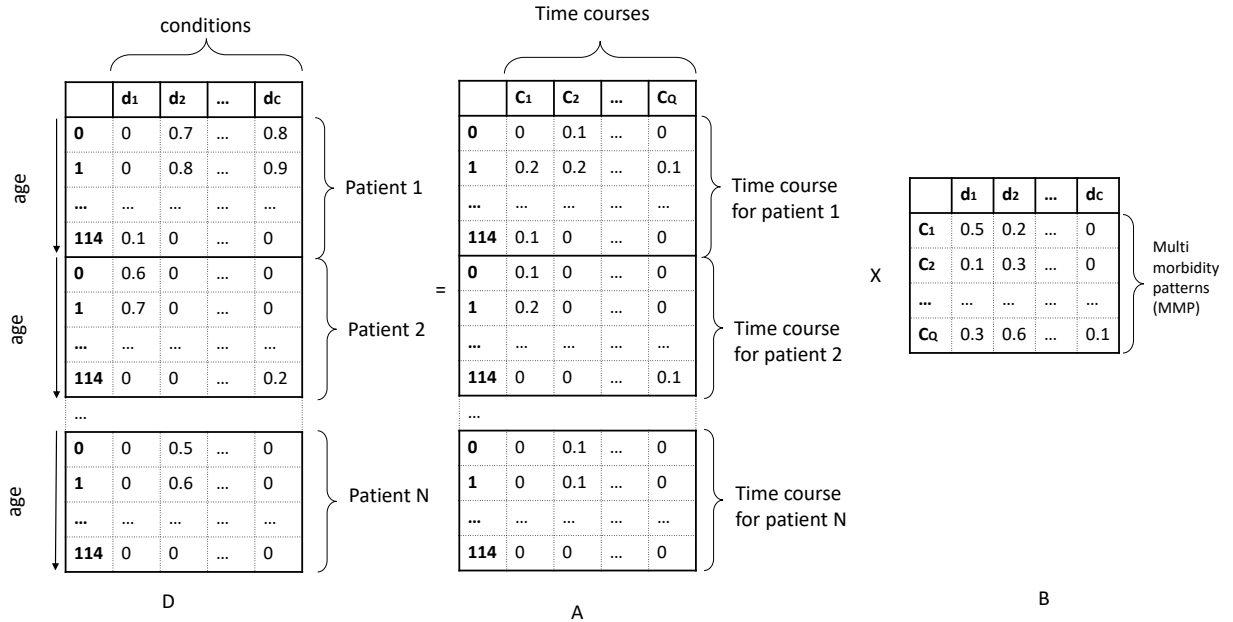 conditions
Time courses
d1 d2 ... dC
0 0 0.7 ... 0.8
1 0 0.8 ... 0.9
... ... ... ... ...
114 0.1 0 ... 0
0 0.6 0 ... 0
1 0.7 0 ... 0
... ... ... ... ...
114 0 0 ... 0.2
...
0 0 0.5 ... 0
1 0 0.6 ... 0
... ... ... ... ...
114 0 0 ... 0
age
age
age
Patient 1
Patient 2
Patient N
D
=
C1 C2 ... CQ
0 0 0.1 ... 0
1 0.2 0.2 ... 0.1
... ... ... ... ...
114 0.1 0 ... 0
0 0.1 0 ... 0
1 0.2 0 ... 0
... ... ... ... ...
114 0 0 ... 0.1
...
0 0 0.1 ... 0
1 0 0.1 ... 0
... ... ... ... ...
114 0 0 ... 0
Time course
for patient 1
Time course
for patient 2
Time course
for patient N
A
X
d1 d2 ... dC
C1 0.5 0.2 ... 0
C2 0.1 0.3 ... 0
... ... ... ... ...
CQ 0.3 0.6 ... 0.1
Multi
morbidity
patterns
(MMP)
B